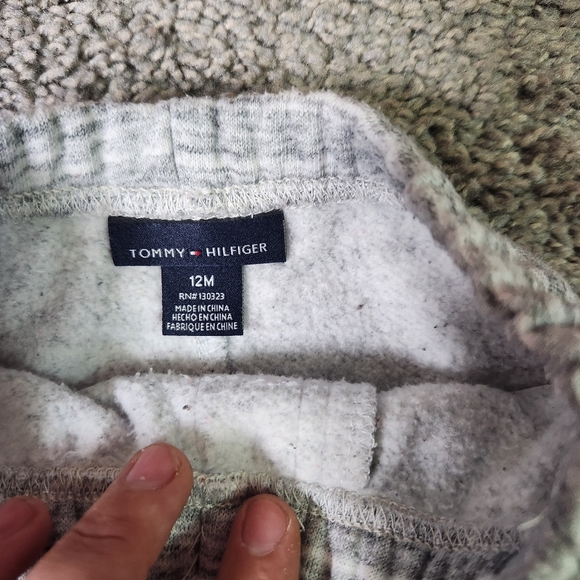 TOMMY HILFIGER
12M
RN# 130323
MADE IN CHINA
HECHO EN CHINA
FABRIQUE EN CHINE